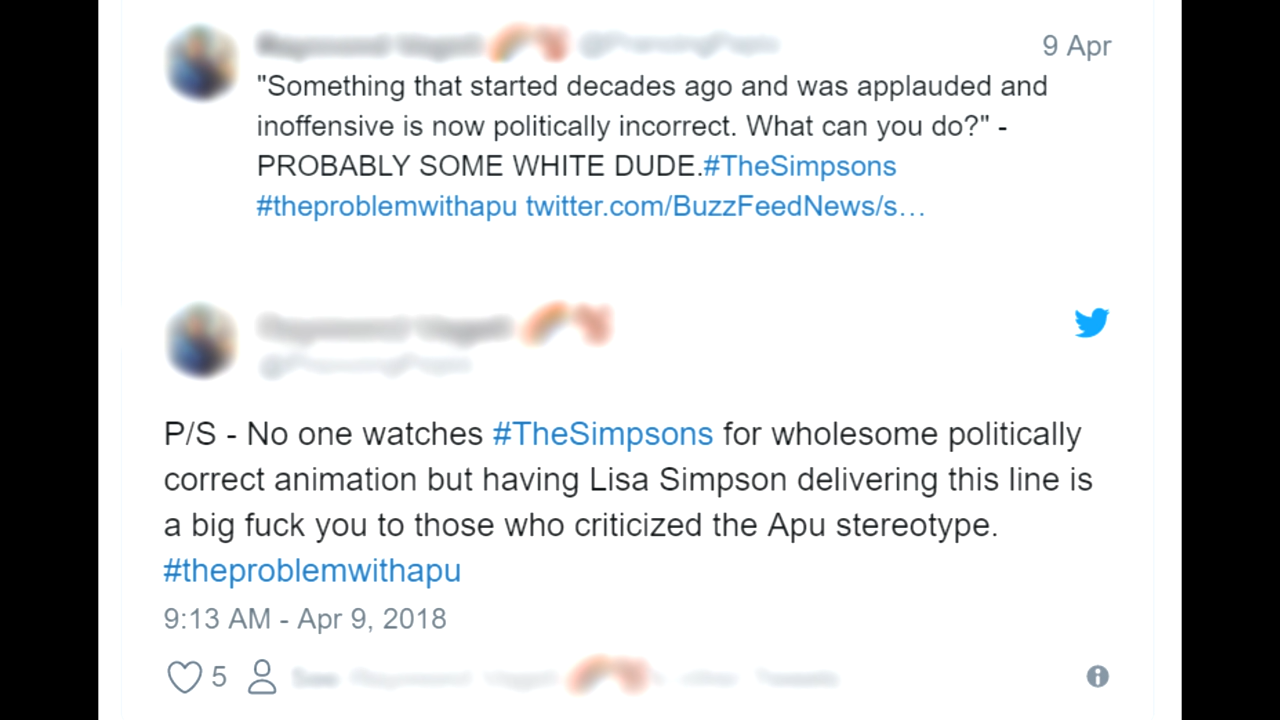 9 Apr
"Something that started decades ago and was applauded and
inoffensive is now politically incorrect. What can you do?" -
PROBABLY SOME WHITE DUDE.#TheSimpsons
#theproblemwithapu twitter.com/BuzzFeedNews/s…
P/S - No one watches #TheSimpsons for wholesome politically
correct animation but having Lisa Simpson delivering this line is
a big fuck you to those who criticized the Apu stereotype.
#theproblemwithapu
9:13 AM - Apr 9, 2018
5